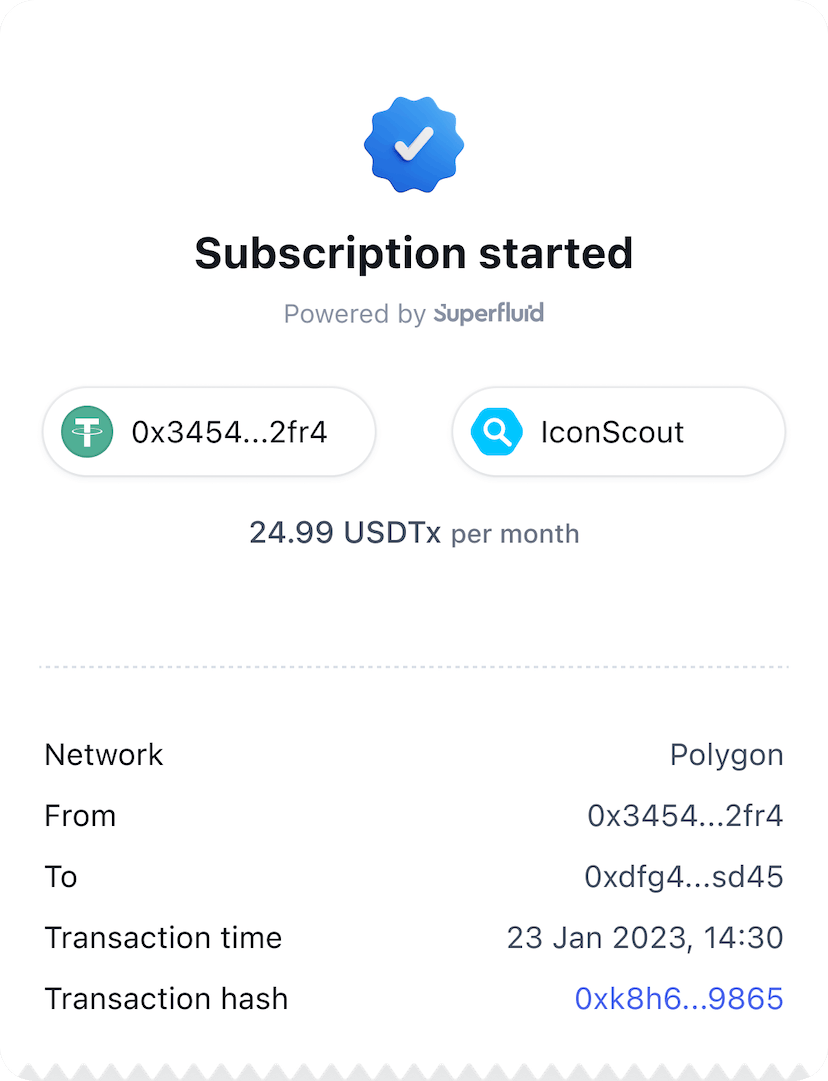 Subscription started
Powered by Superfluid
0x3454...2fr4 IconScout
24.99 USDTx per month
Network Polygon
From 0x3454...2fr4
To 0xdfg4...sd45
Transaction time 23 Jan 2023, 14:30
Transaction hash 0xk8h6...9865